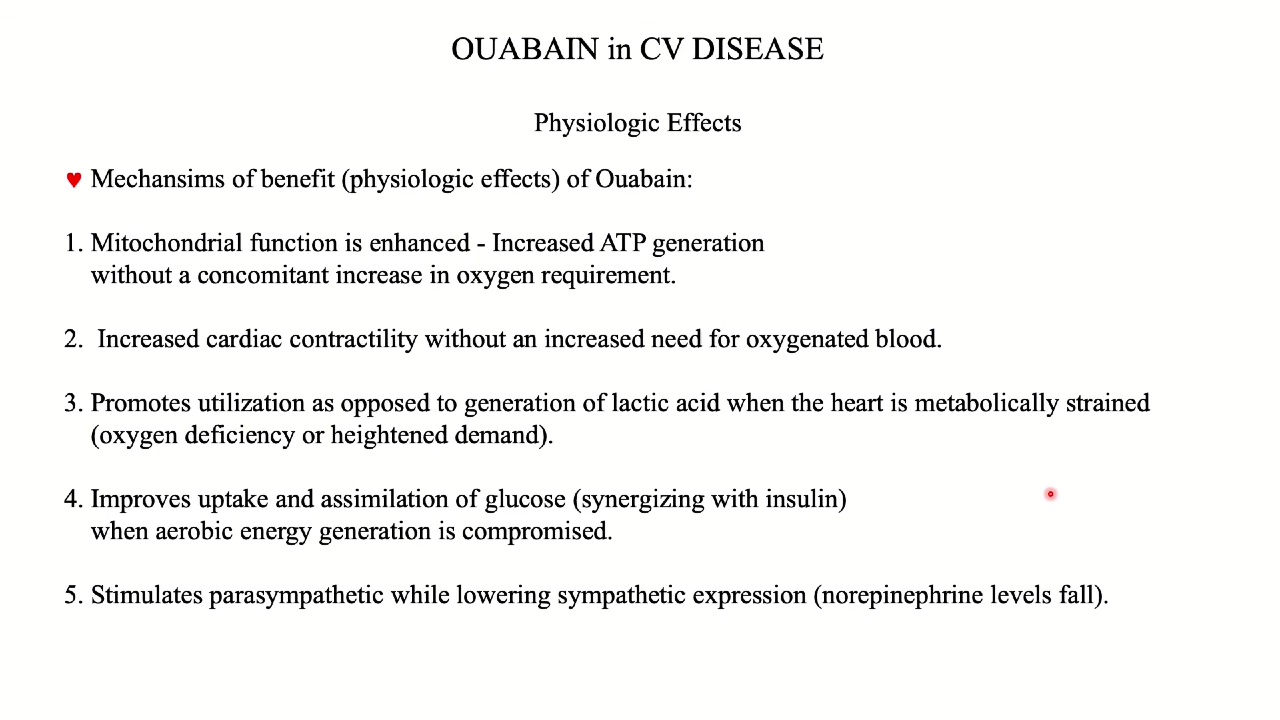 OUABAIN in CV DISEASE
Physiologic Effects
♥ Mechansims of benefit (physiologic effects) of Ouabain:
1. Mitochondrial function is enhanced - Increased ATP generation
without a concomitant increase in oxygen requirement.
2. Increased cardiac contractility without an increased need for oxygenated blood.
3. Promotes utilization as opposed to generation of lactic acid when the heart is metabolically strained
(oxygen deficiency or heightened demand).
4. Improves uptake and assimilation of glucose (synergizing with insulin)
when aerobic energy generation is compromised.
5. Stimulates parasympathetic while lowering sympathetic expression (norepinephrine levels fall).